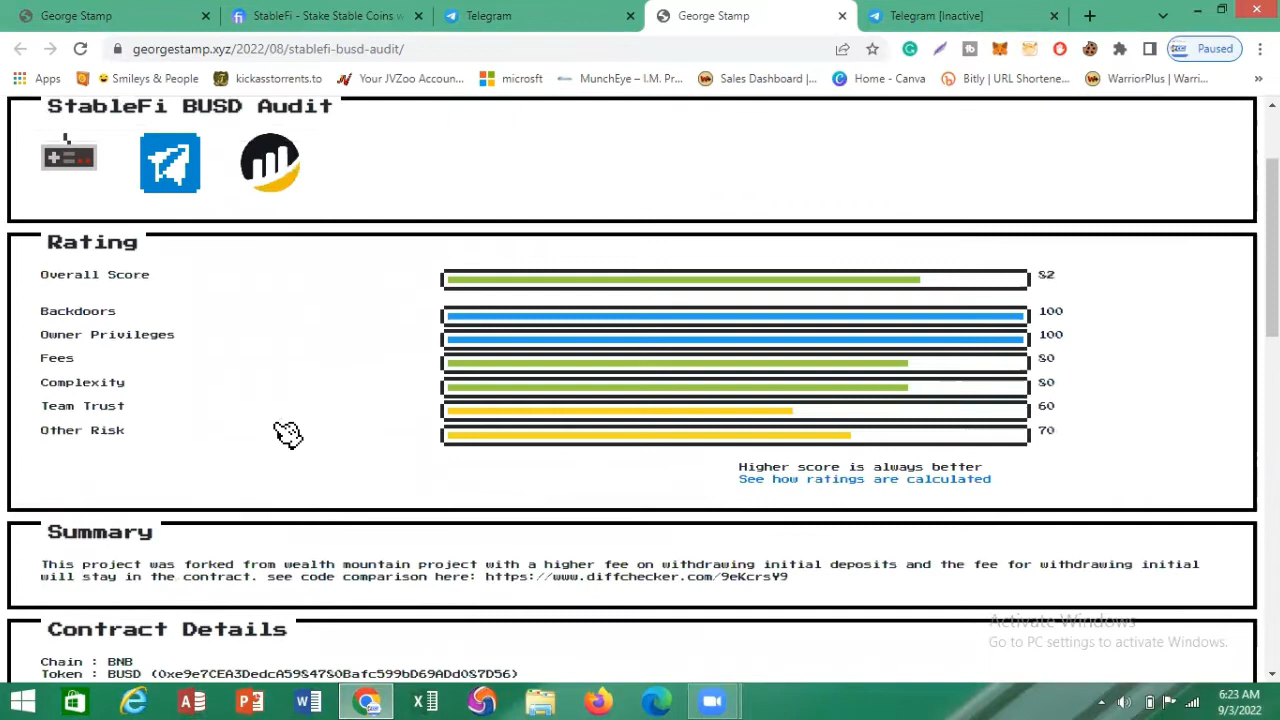 George Stamp
StableFi - Stake Stable Coins w
Telegram
George Stamp
Telegram [Inactive]
georgestamp.xyz/2022/08/stablefi-busd-audit/
Paused
Apps
Smileys & People
kickasstorrents.to
Your JVZoo Accoun...
microsft
MunchEye – I.M. Pr...
Sales Dashboard |...
Home - Canva
Bitly | URL Shortene...
WarriorPlus | Warri...
StableFi BUSD Audit
Rating
Overall Score 82
Backdoors 100
Owner Privileges 100
Fees 80
Complexity 80
Team Trust 60
Other Risk 70
Higher score is always better
See how ratings are calculated
Summary
This project was forked from wealth mountain project with a higher fee on withdrawing initial deposits and the fee for withdrawing initial
will stay in the contract. see code comparison here: https://www.diffchecker.com/9eKcrsY9
Contract Details
Chain : BNB
Token : BUSD (0xe9e7CEA3DedcA5984780Bafc599bD69ADd087D56)
Activate Windows
Go to PC settings to activate Windows.
6:23 AM
9/3/2022